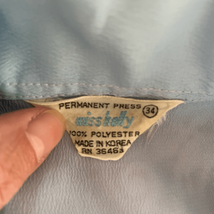 PERMANENT PRESS 34
miss holly
100% POLYESTER
MADE IN KOREA
RN 36463